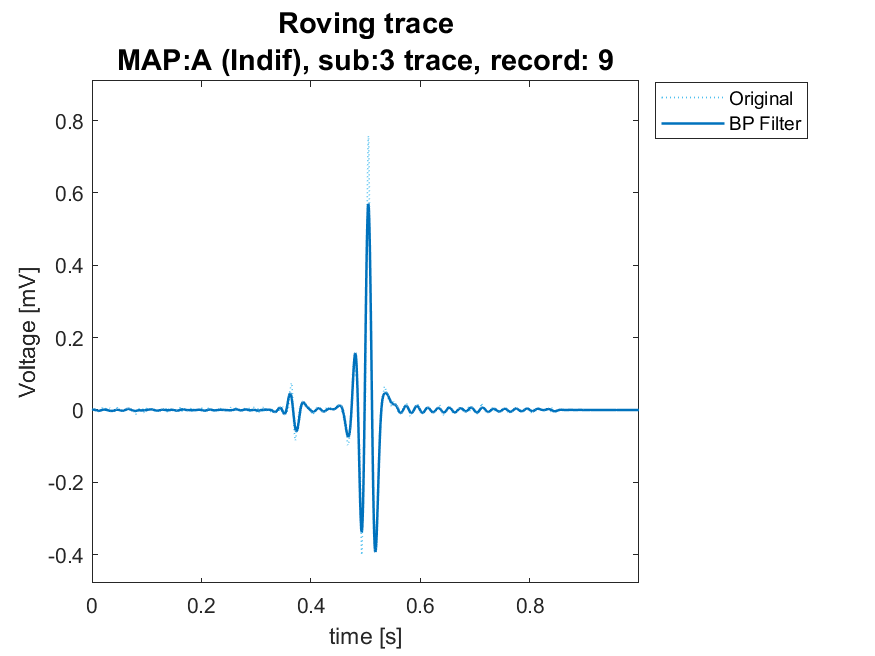 Roving trace
MAP:A (Indif), sub:3 trace, record: 9
Original
BP Filter
0.8
0.6
0.4
0.2
0
-0.2
-0.4
Voltage [mV]
0
0.2
0.4
0.6
0.8
time [s]